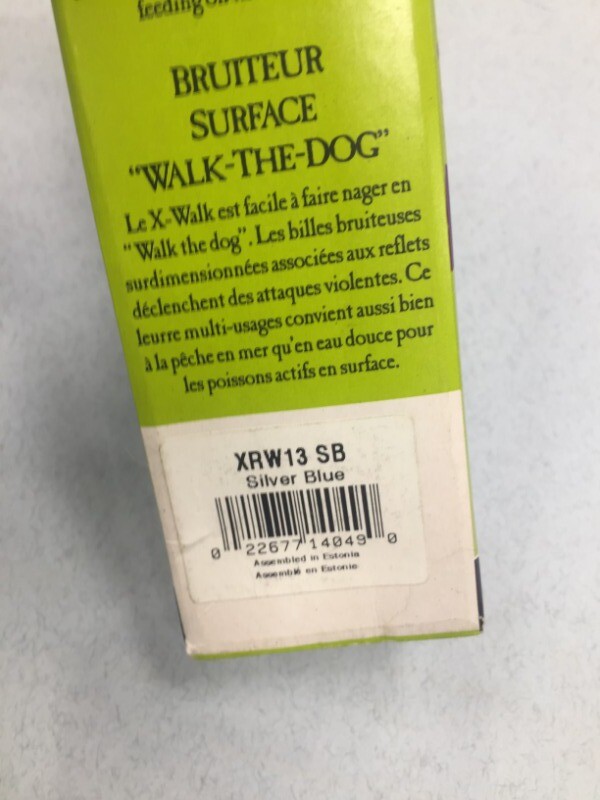 feeding on
BRUITEUR
SURFACE
"WALK-THE-DOG"
Le X-Walk est facile à faire nager en
"Walk the dog". Les billes bruiteuses
surdimensionnées associées aux reflets
déclenchent des attaques violentes. Ce
leurre multi-usages convient aussi bien
à la pêche en mer qu'en eau douce pour
les poissons actifs en surface.
XRW13 SB
Silver Blue
0 22677 14049 0
Assembled in Estonia
Assemblé en Estonie